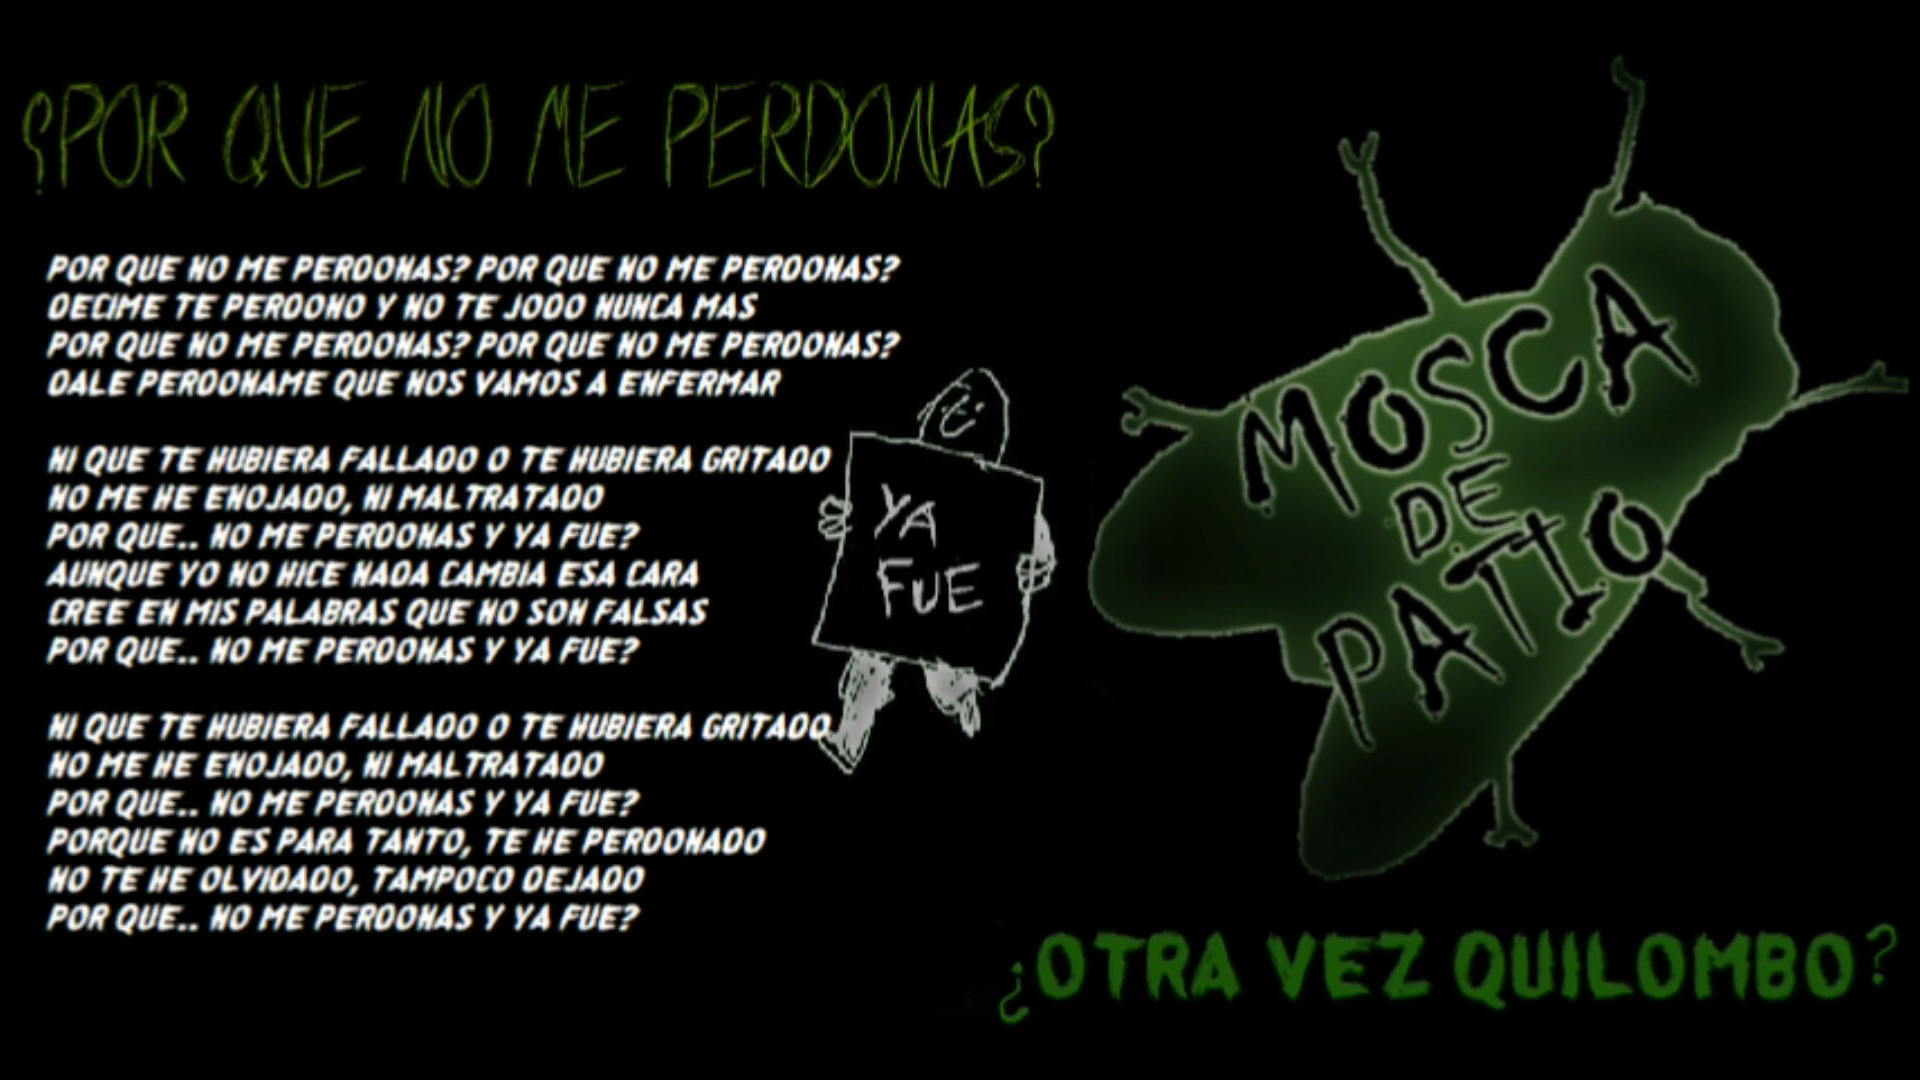 ¿POR QUE NO ME PERDONAS?
POR QUE NO ME PERDONAS? POR QUE NO ME PERDONAS?
DECIME TE PERDONO Y NO TE JODO NUNCA MAS
POR QUE NO ME PERDONAS? POR QUE NO ME PERDONAS?
DALE PERDONAME QUE NOS VAMOS A ENFERMAR
NI QUE TE HUBIERA FALLADO O TE HUBIERA GRITADO
NO ME HE ENOJADO, NI MALTRATADO
POR QUE.. NO ME PERDONAS Y YA FUE?
AUNQUE YO NO HICE NADA CAMBIA ESA CARA
CREE EN MIS PALABRAS QUE NO SON FALSAS
POR QUE.. NO ME PERDONAS Y YA FUE?
NI QUE TE HUBIERA FALLADO O TE HUBIERA GRITADO
NO ME HE ENOJADO, NI MALTRATADO
POR QUE.. NO ME PERDONAS Y YA FUE?
PORQUE NO ES PARA TANTO, TE HE PERDONADO
NO TE HE OLVIDADO, TAMPOCO DEJADO
POR QUE.. NO ME PERDONAS Y YA FUE?
YA
FUE
MOSCA
DE
PATIO
¿OTRA VEZ QUILOMBO?